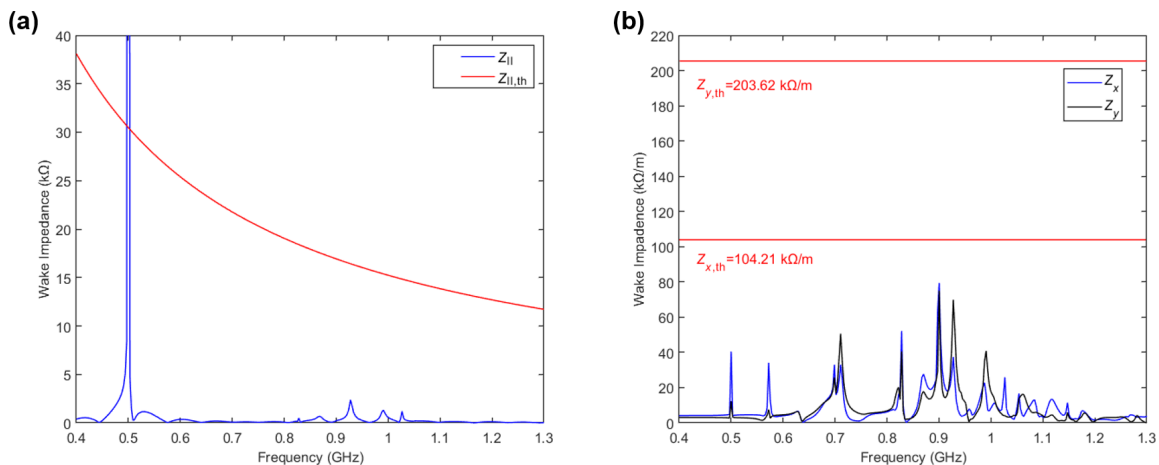 (a)
40
35
30
25
20
15
10
5
0
Wake Impedance (kΩ)
0.4 0.5 0.6 0.7 0.8 0.9 1 1.1 1.2 1.3
Frequency (GHz)
Z||
Z||,th
(b)
220
200
180
160
140
120
100
80
60
40
20
0
Wake Impadence (kΩ/m)
0.4 0.5 0.6 0.7 0.8 0.9 1 1.1 1.2 1.3
Frequency (GHz)
Zy,th=203.62 kΩ/m
Zx,th=104.21 kΩ/m
Zx
Zy